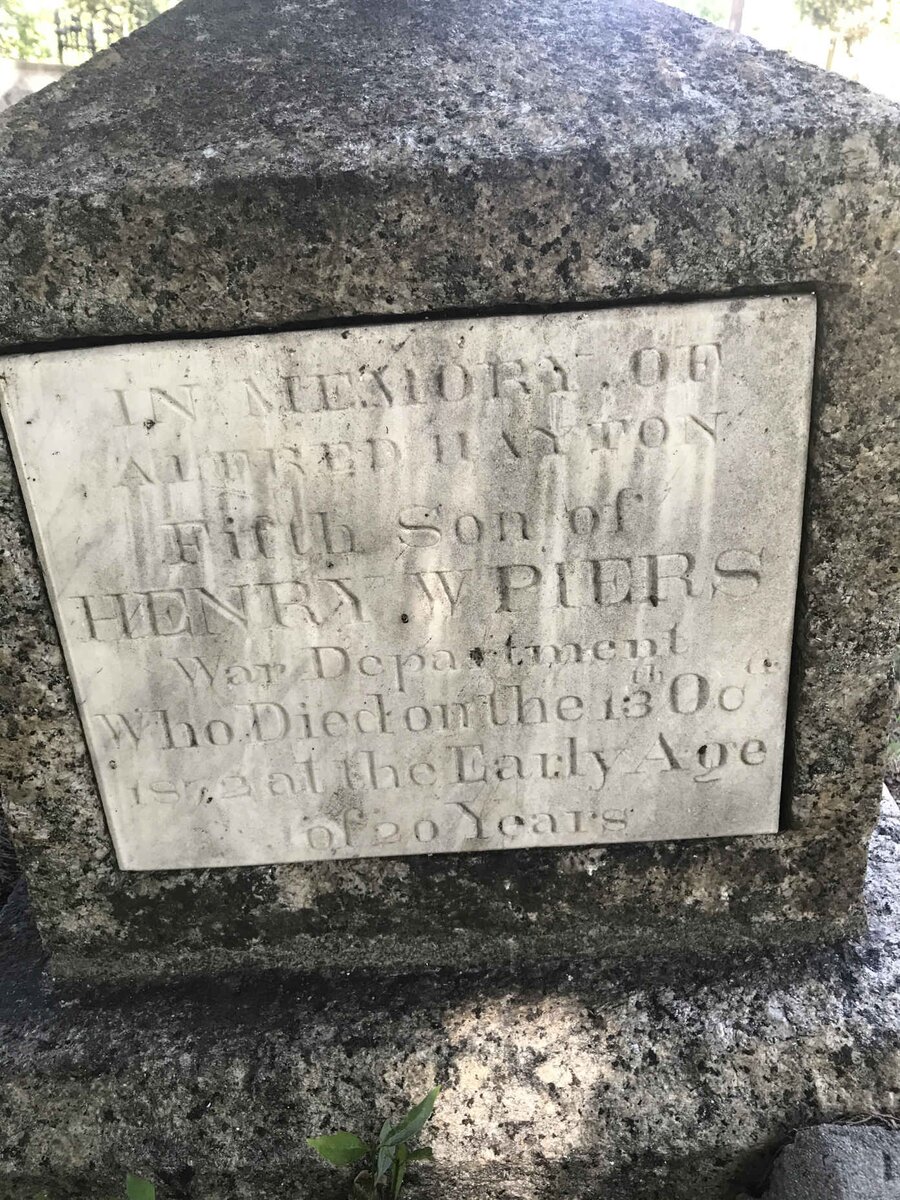 IN MEMORY OF
ALFRED HAYTON
Fifth Son of
HENRY W PIERS
War Department
Who Died on the 13th Oct
1872 at the Early Age
of 20 Years